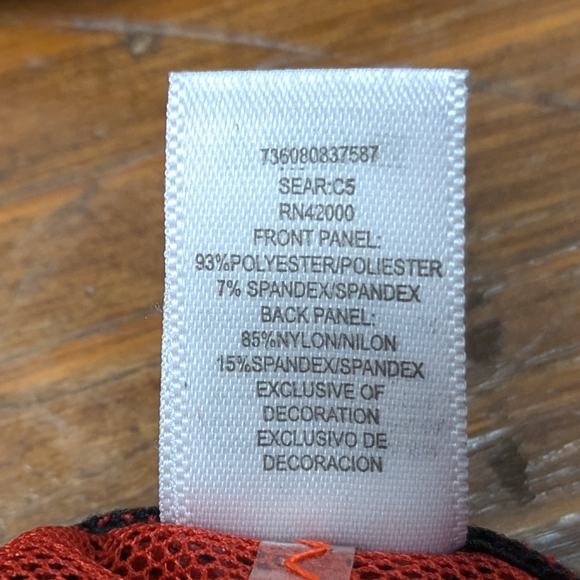 736080837587
SEAR:C5
RN42000
FRONT PANEL:
93%POLYESTER/POLIESTER
7% SPANDEX/SPANDEX
BACK PANEL:
85%NYLON/NILON
15%SPANDEX/SPANDEX
EXCLUSIVE OF
DECORATION
EXCLUSIVO DE
DECORACION